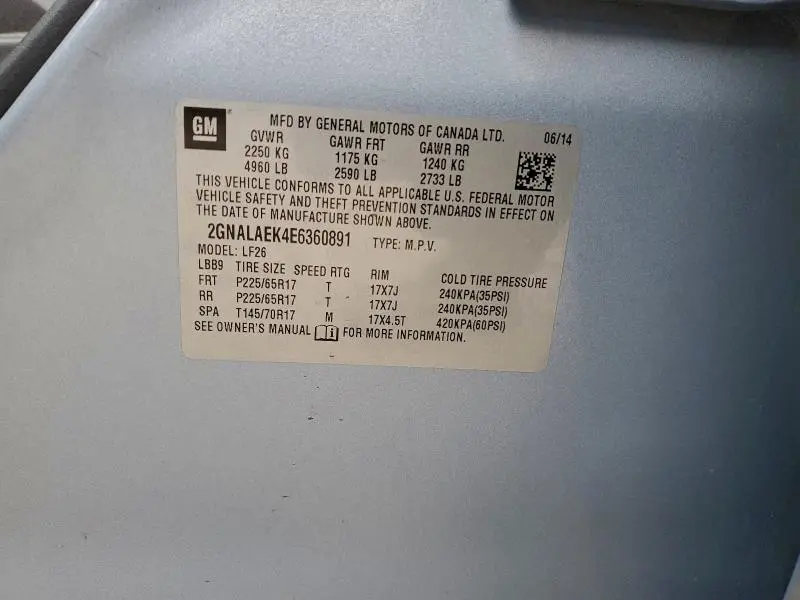 GM MFD BY GENERAL MOTORS OF CANADA LTD. 06/14
GVWR GAWR FRT GAWR RR
2250 KG 1175 KG 1240 KG
4960 LB 2590 LB 2733 LB
THIS VEHICLE CONFORMS TO ALL APPLICABLE U.S. FEDERAL MOTOR
VEHICLE SAFETY AND THEFT PREVENTION STANDARDS IN EFFECT ON
THE DATE OF MANUFACTURE SHOWN ABOVE.
2GNALAEK4E6360891 TYPE: M.P.V.
MODEL: LF26
LBB9 TIRE SIZE SPEED RTG RIM COLD TIRE PRESSURE
FRT P225/65R17 T 17X7J 240KPA(35PSI)
RR P225/65R17 T 17X7J 240KPA(35PSI)
SPA T145/70R17 M 17X4.5T 420KPA(60PSI)
SEE OWNER'S MANUAL FOR MORE INFORMATION.